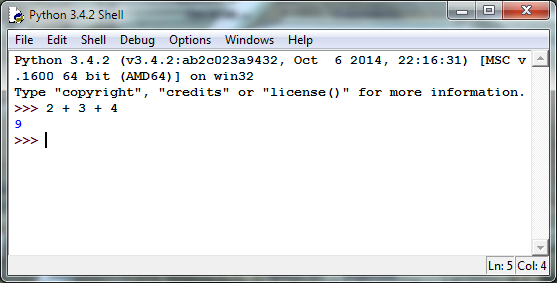 Python 3.4.2 Shell
File Edit Shell Debug Options Windows Help
Python 3.4.2 (v3.4.2:ab2c023a9432, Oct  6 2014, 22:16:31) [MSC v
.1600 64 bit (AMD64)] on win32
Type "copyright", "credits" or "license()" for more information.
>>> 2 + 3 + 4
9
>>>
Ln: 5 Col: 4